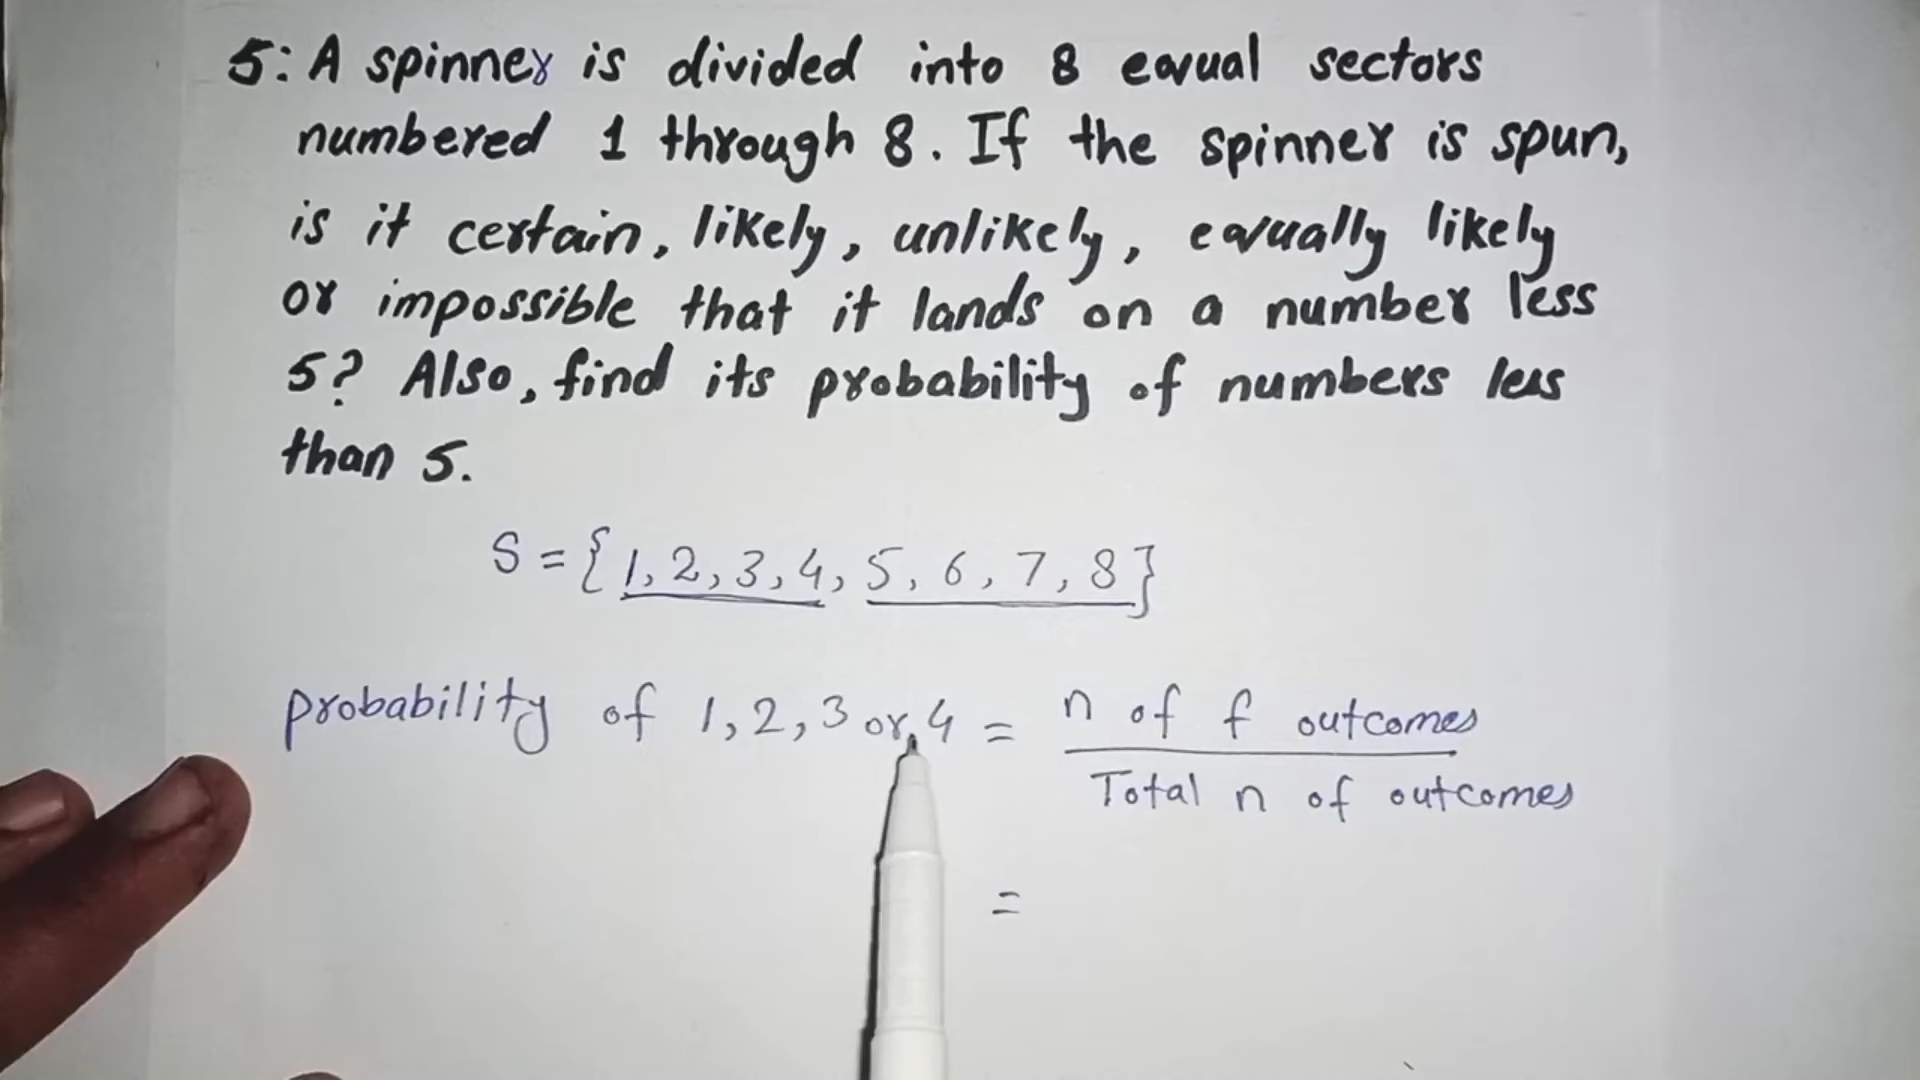 5: A spinner is divided into 8 equal sectors
numbered 1 through 8. If the spinner is spun,
is it certain, likely, unlikely, equally likely
or impossible that it lands on a number less
5? Also, find its probability of numbers less
than 5.
S = {1, 2, 3, 4, 5, 6, 7, 8}
probability of 1, 2, 3 or 4 = n of f outcomes
Total n of outcomes
=